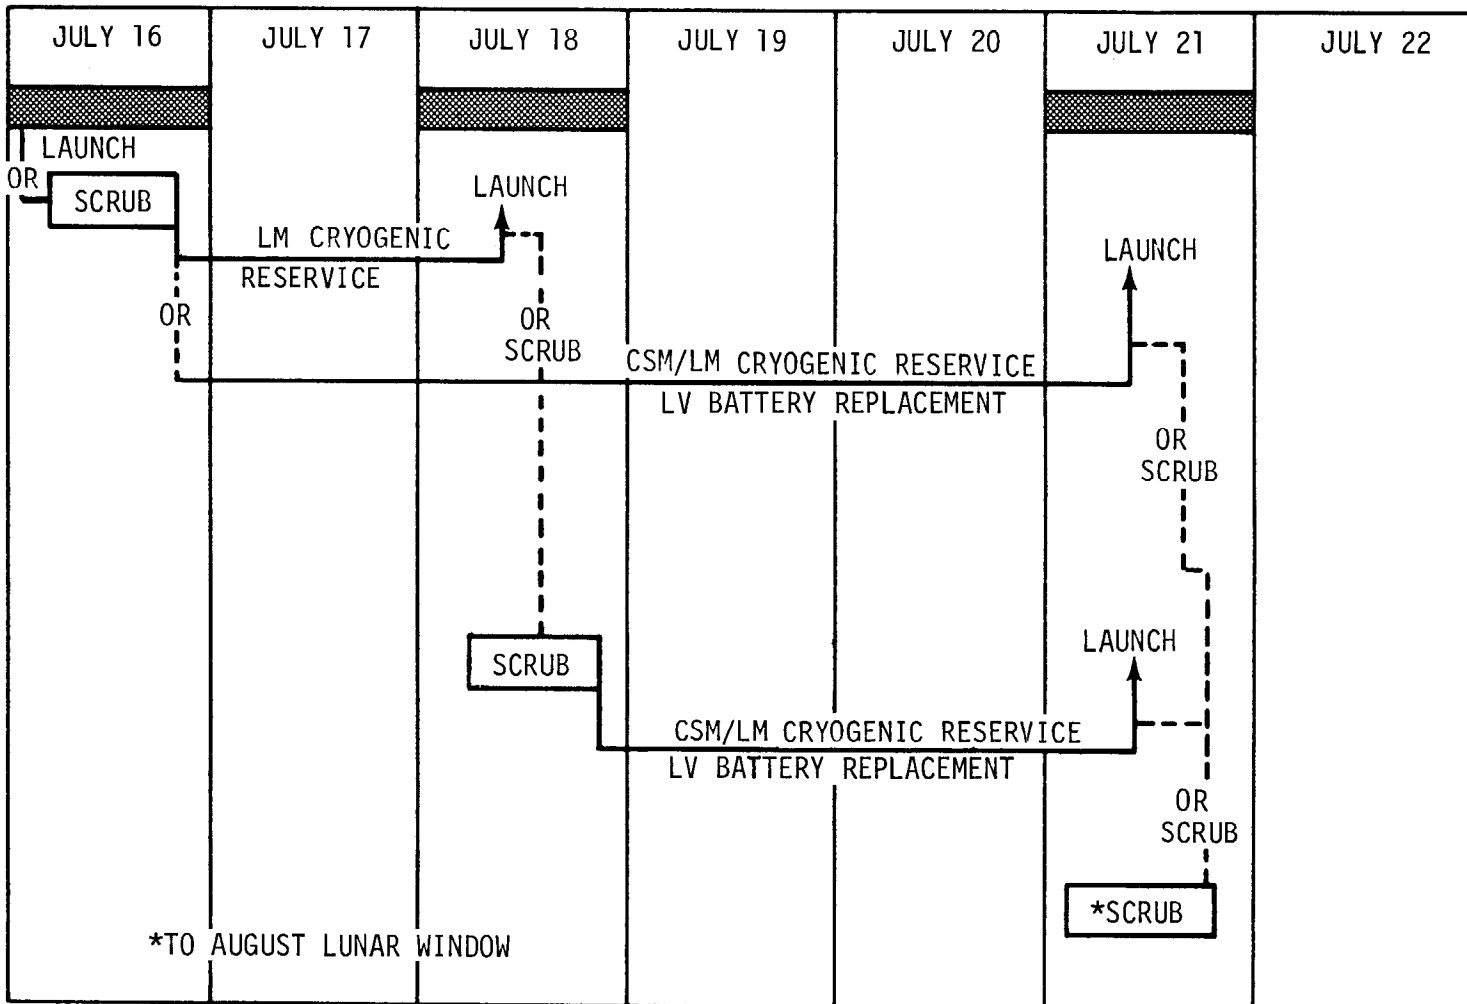 JULY 16 JULY 17 JULY 18 JULY 19 JULY 20 JULY 21 JULY 22
LAUNCH
OR
SCRUB
LAUNCH
LM CRYOGENIC
RESERVICE
LAUNCH
OR
OR
SCRUB
CSM/LM CRYOGENIC RESERVICE
LV BATTERY REPLACEMENT
OR
SCRUB
LAUNCH
SCRUB
CSM/LM CRYOGENIC RESERVICE
LV BATTERY REPLACEMENT
OR
SCRUB
*SCRUB
*TO AUGUST LUNAR WINDOW